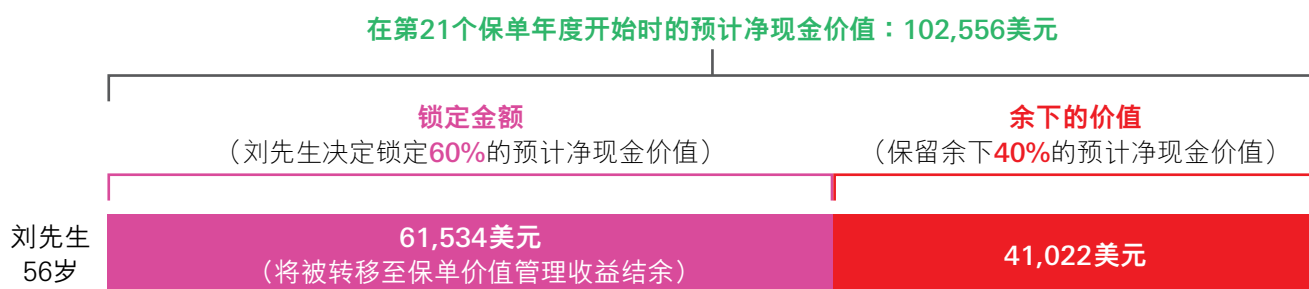 在第21个保单年度开始时的预计净现金价值：102,556美元
锁定金额
（刘先生决定锁定60%的预计净现金价值）
余下的价值
（保留余下40%的预计净现金价值）
刘先生
56岁
61,534美元
（将被转移至保单价值管理收益结余）
41,022美元